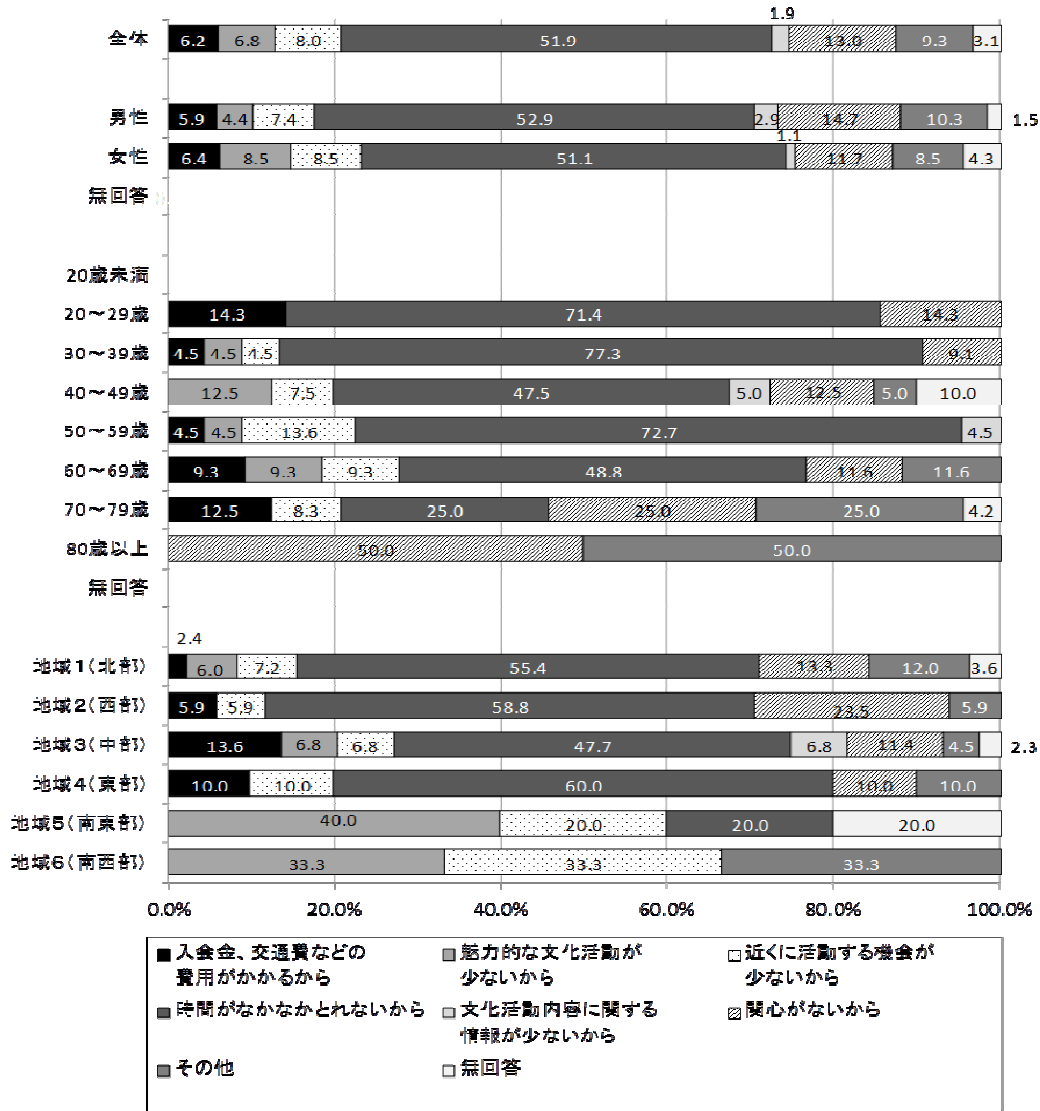 1.9
全体 6.2 6.8 8.0 51.9 13.0 9.3 3.1
男性 5.9 4.4 7.4 52.9 2.9 14.7 10.3 1.5
1.1
女性 6.4 8.5 8.5 51.1 11.7 8.5 4.3
無回答
20歳未満
20～29歳 14.3 71.4 14.3
30～39歳 4.5 4.5 4.5 77.3 9.1
40～49歳 12.5 7.5 47.5 5.0 12.5 5.0 10.0
50～59歳 4.5 4.5 13.6 72.7 4.5
60～69歳 9.3 9.3 9.3 48.8 11.6 11.6
70～79歳 12.5 8.3 25.0 25.0 25.0 4.2
80歳以上 50.0 50.0
無回答
2.4
地域1(北部) 6.0 7.2 55.4 13.3 12.0 3.6
地域2(西部) 5.9 5.9 58.8 23.5 5.9
地域3(中部) 13.6 6.8 6.8 47.7 6.8 11.4 4.5 2.3
地域4(東部) 10.0 10.0 60.0 10.0 10.0
地域5(南東部) 40.0 20.0 20.0 20.0
地域6(南西部) 33.3 33.3 33.3
0.0% 20.0% 40.0% 60.0% 80.0% 100.0%
入会金、交通費などの
費用がかかるから
魅力的な文化活動が
少ないから
近くに活動する機会が
少ないから
時間がなかなかとれないから
文化活動内容に関する
情報が少ないから
関心がないから
その他
無回答